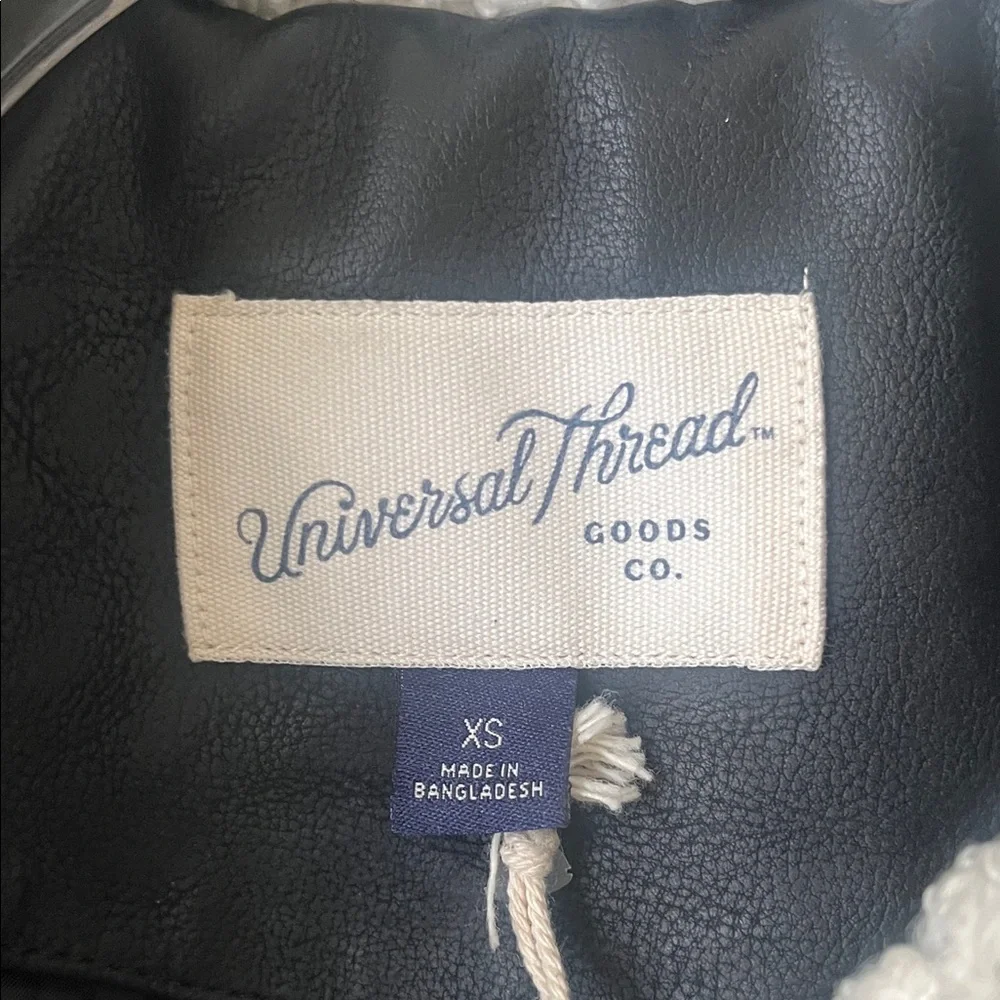 Universal Thread™
GOODS
CO.
XS
MADE IN
BANGLADESH